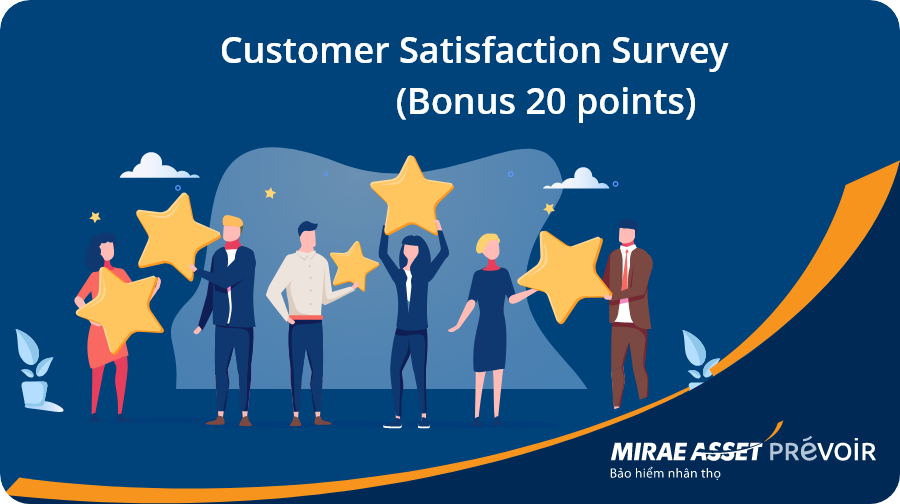 Customer Satisfaction Survey
(Bonus 20 points)
MIRAE ASSET PRÉVOIR
Bảo hiểm nhân thọ